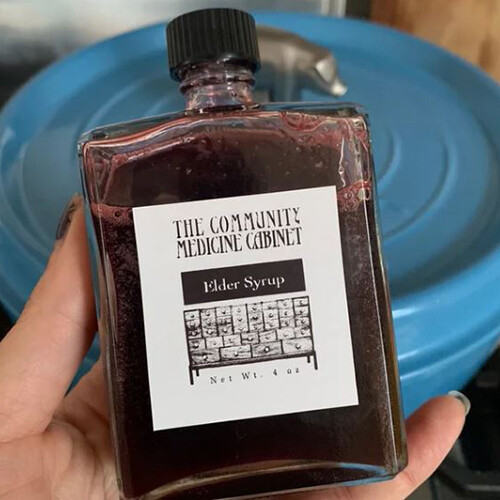 THE COMMUNITY
MEDICINE CABINET
Elder Syrup
Net Wt. 4 oz